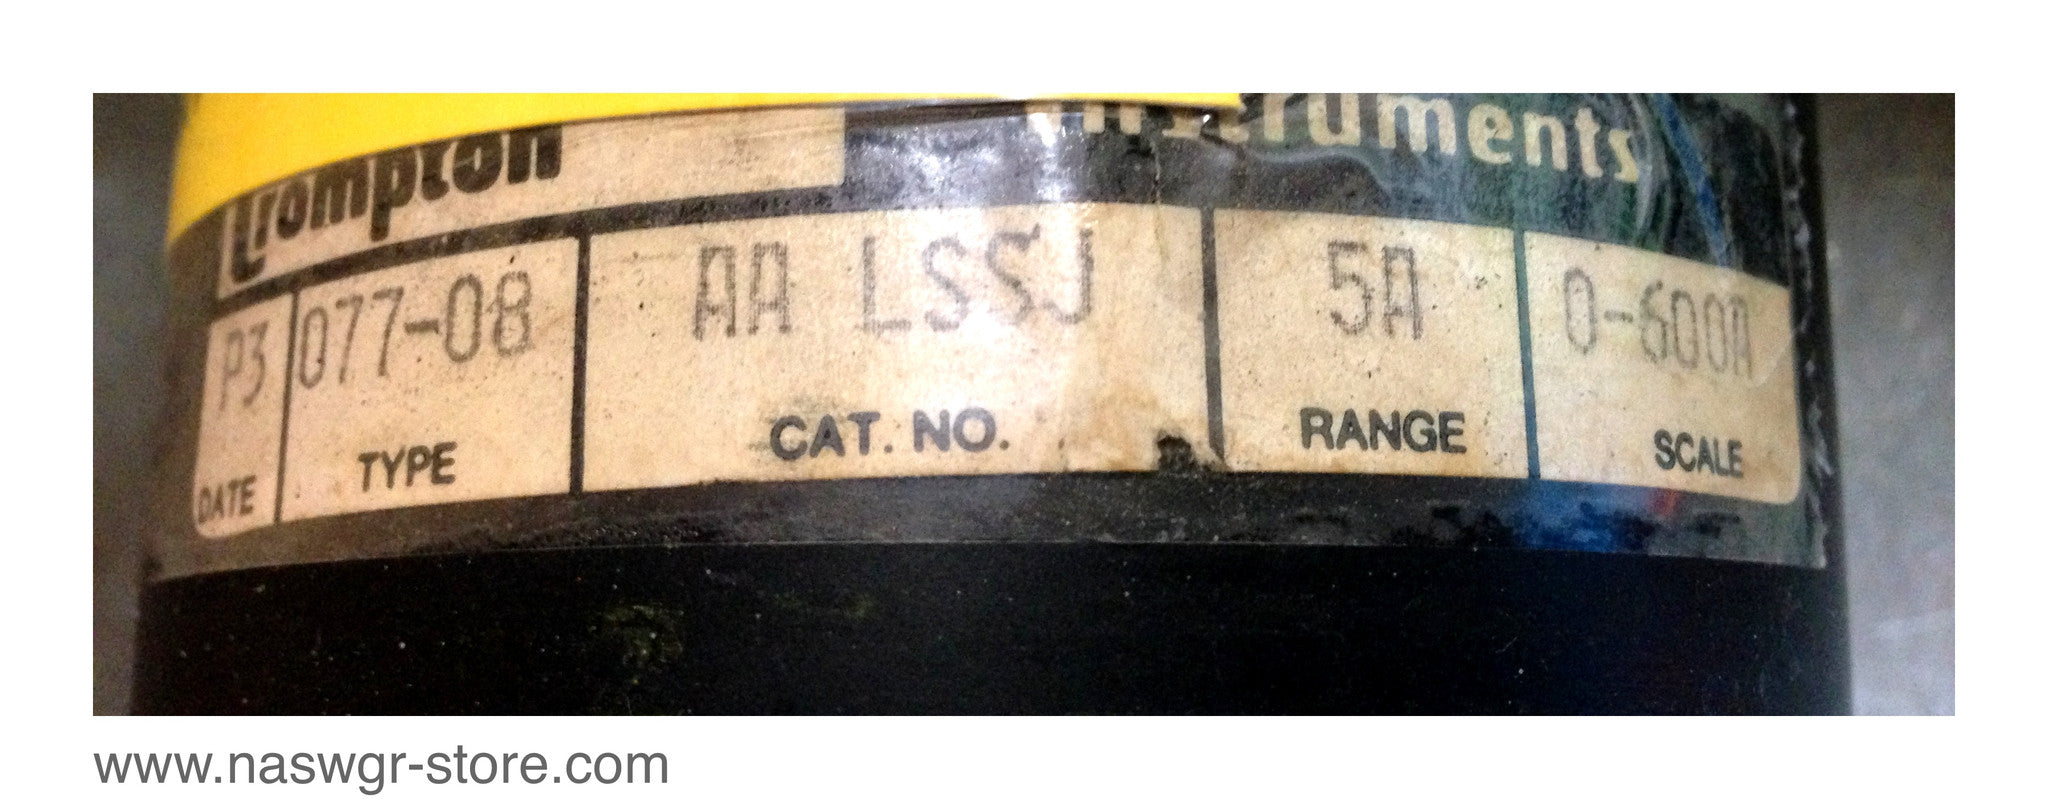 Crompton Instruments
P3 077-08 AA LSSJ 5A 0-600A
DATE TYPE CAT. NO. RANGE SCALE
www.naswgr-store.com